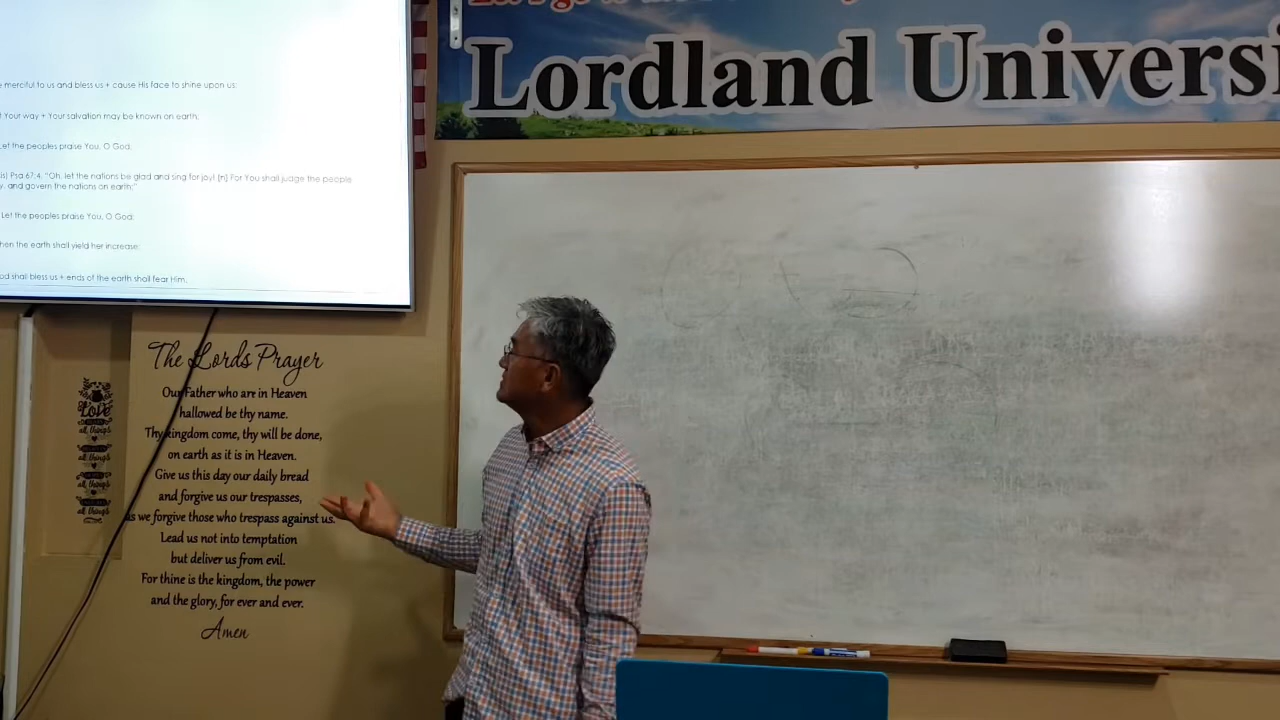 Lordland Universi
merciful to us and bless us + cause His face to shine upon us;
Your way + Your salvation may be known on earth;
Let the peoples praise You, O God.
Psa 67:4, "Oh, let the nations be glad and sing for joy! [n] For You shall judge the people
, and govern the nations on earth;"
Let the peoples praise You, O God;
hen the earth shall yield her increase;
od shall bless us + ends of the earth shall fear Him.
The Lords Prayer
Our Father who are in Heaven
hallowed be thy name.
Thy kingdom come, thy will be done,
on earth as it is in Heaven.
Give us this day our daily bread
and forgive us our trespasses,
as we forgive those who trespass against us.
Lead us not into temptation
but deliver us from evil.
For thine is the kingdom, the power
and the glory, for ever and ever.
Amen
Love
all things
all things
all things
all things